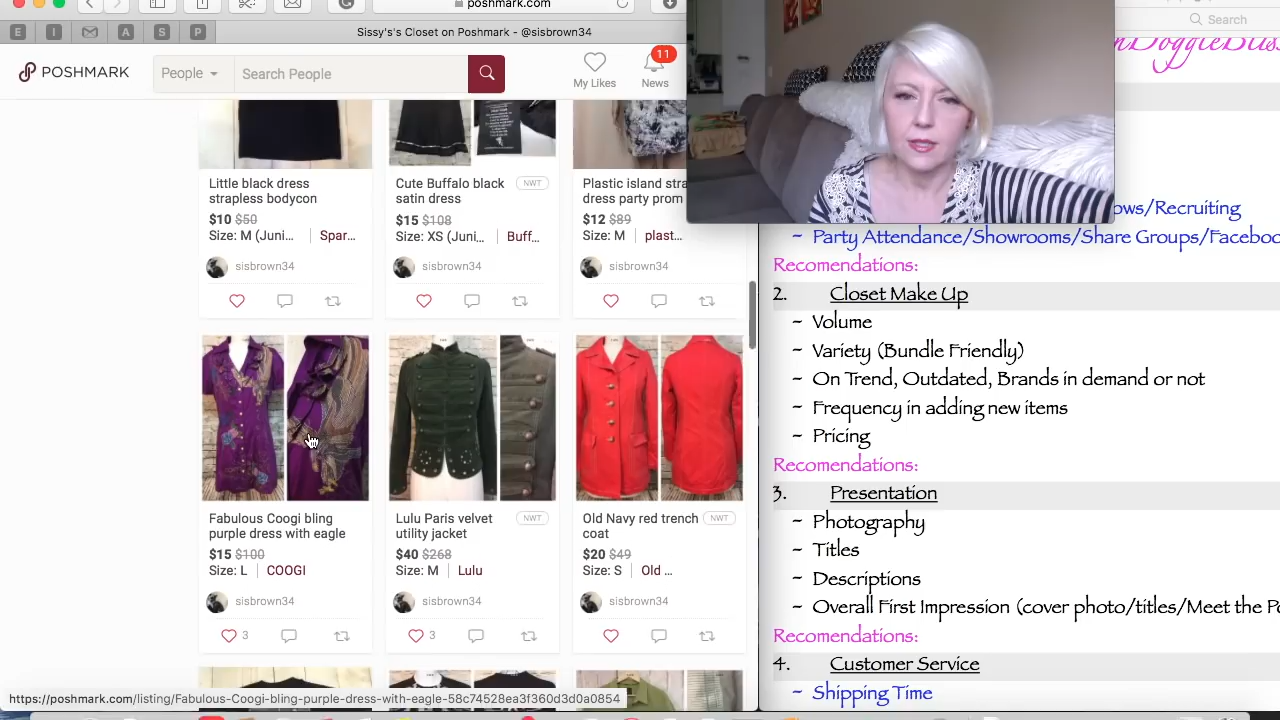 poshmark.com
E I A S P
Sissy's's Closet on Poshmark - @sisbrown34
Search
POSHMARK
People
Search People
My Likes
11
News
nDoggieBlis
Little black dress
strapless bodycon
$10 $50
Size: M (Juni... Spar...
sisbrown34
Cute Buffalo black
satin dress
NWT
$15 $108
Size: XS (Juni... Buff...
sisbrown34
Plastic island stra
dress party prom
$12 $89
Size: M plast...
sisbrown34
Fabulous Coogi bling
purple dress with eagle
$15 $100
Size: L COOGI
sisbrown34
3
Lulu Paris velvet
utility jacket
NWT
$40 $268
Size: M Lulu
sisbrown34
3
Old Navy red trench
coat
NWT
$20 $49
Size: S Old ...
sisbrown34
https://poshmark.com/listing/Fabulous-Coogi-bling-purple-dress-with-eagle-58c74528ea3f360d3d0a0854
ows/Recruiting
~ Party Attendance/Showrooms/Share Groups/Faceboo
Recomendations:
2. Closet Make Up
~ Volume
~ Variety (Bundle Friendly)
~ On Trend, Outdated, Brands in demand or not
~ Frequency in adding new items
~ Pricing
Recomendations:
3. Presentation
~ Photography
~ Titles
~ Descriptions
~ Overall First Impression (cover photo/titles/Meet the Po
Recomendations:
4. Customer Service
~ Shipping Time